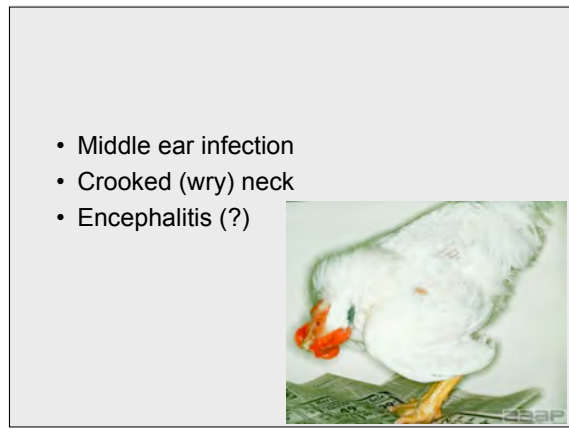 • Middle ear infection
• Crooked (wry) neck
• Encephalitis (?)